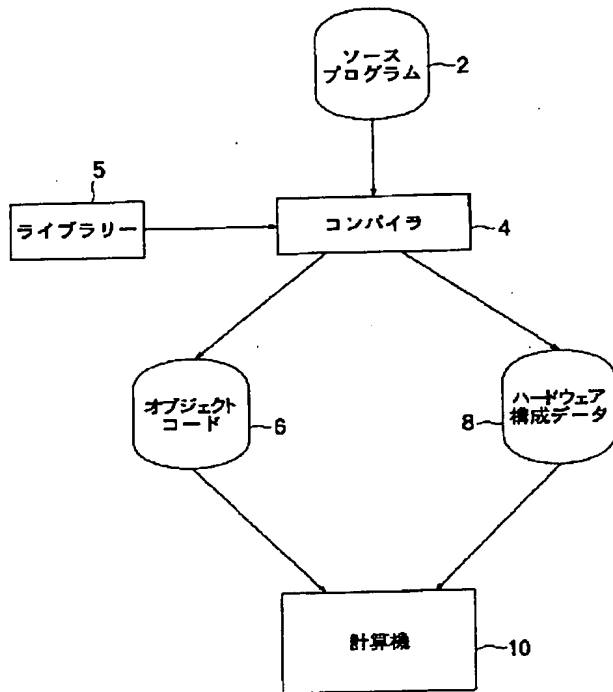 ソース
プログラム
2
5
ライブラリー
コンパイラ
4
オブジェクト
コード
6
ハードウェア
構成データ
8
計算機
10